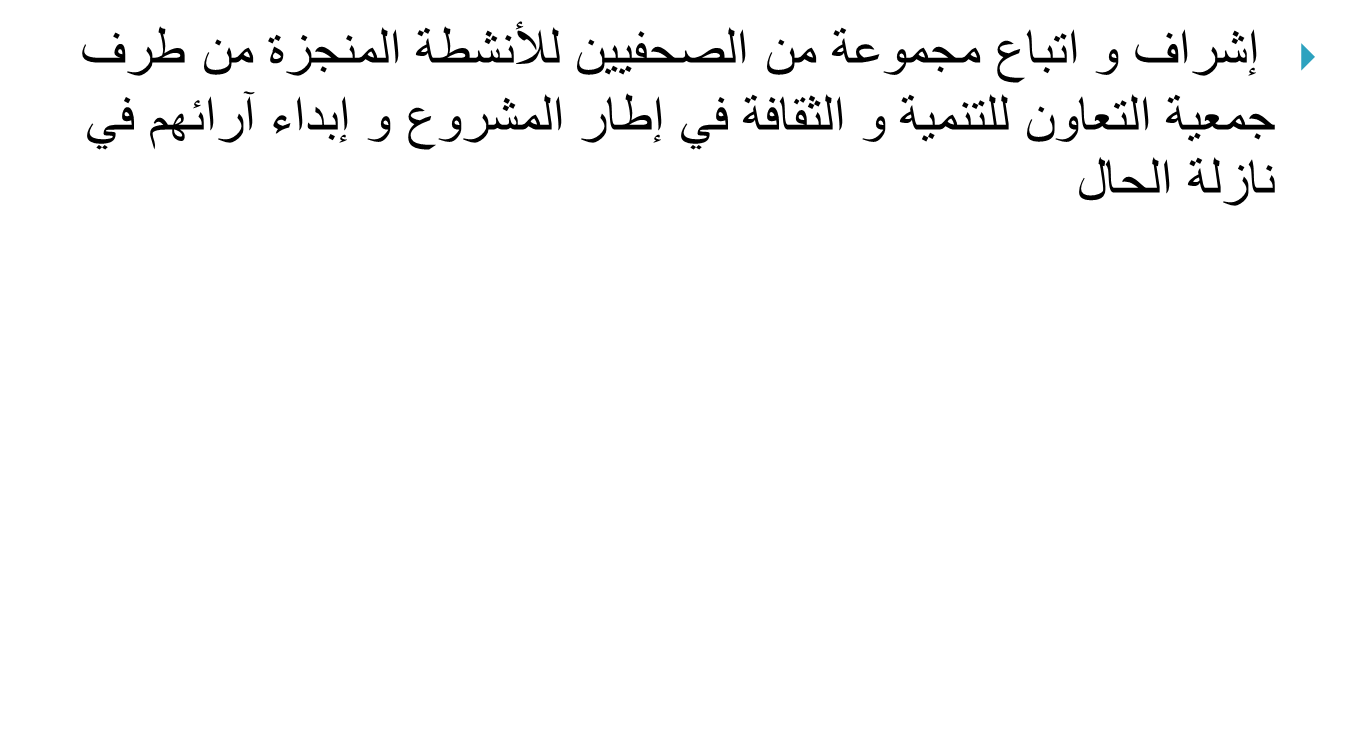 إشراف و اتباع مجموعة من الصحفيين للأنشطة المنجزة من طرف
جمعية التعاون للتنمية و الثقافة في إطار المشروع و إبداء آرائهم في
نازلة الحال